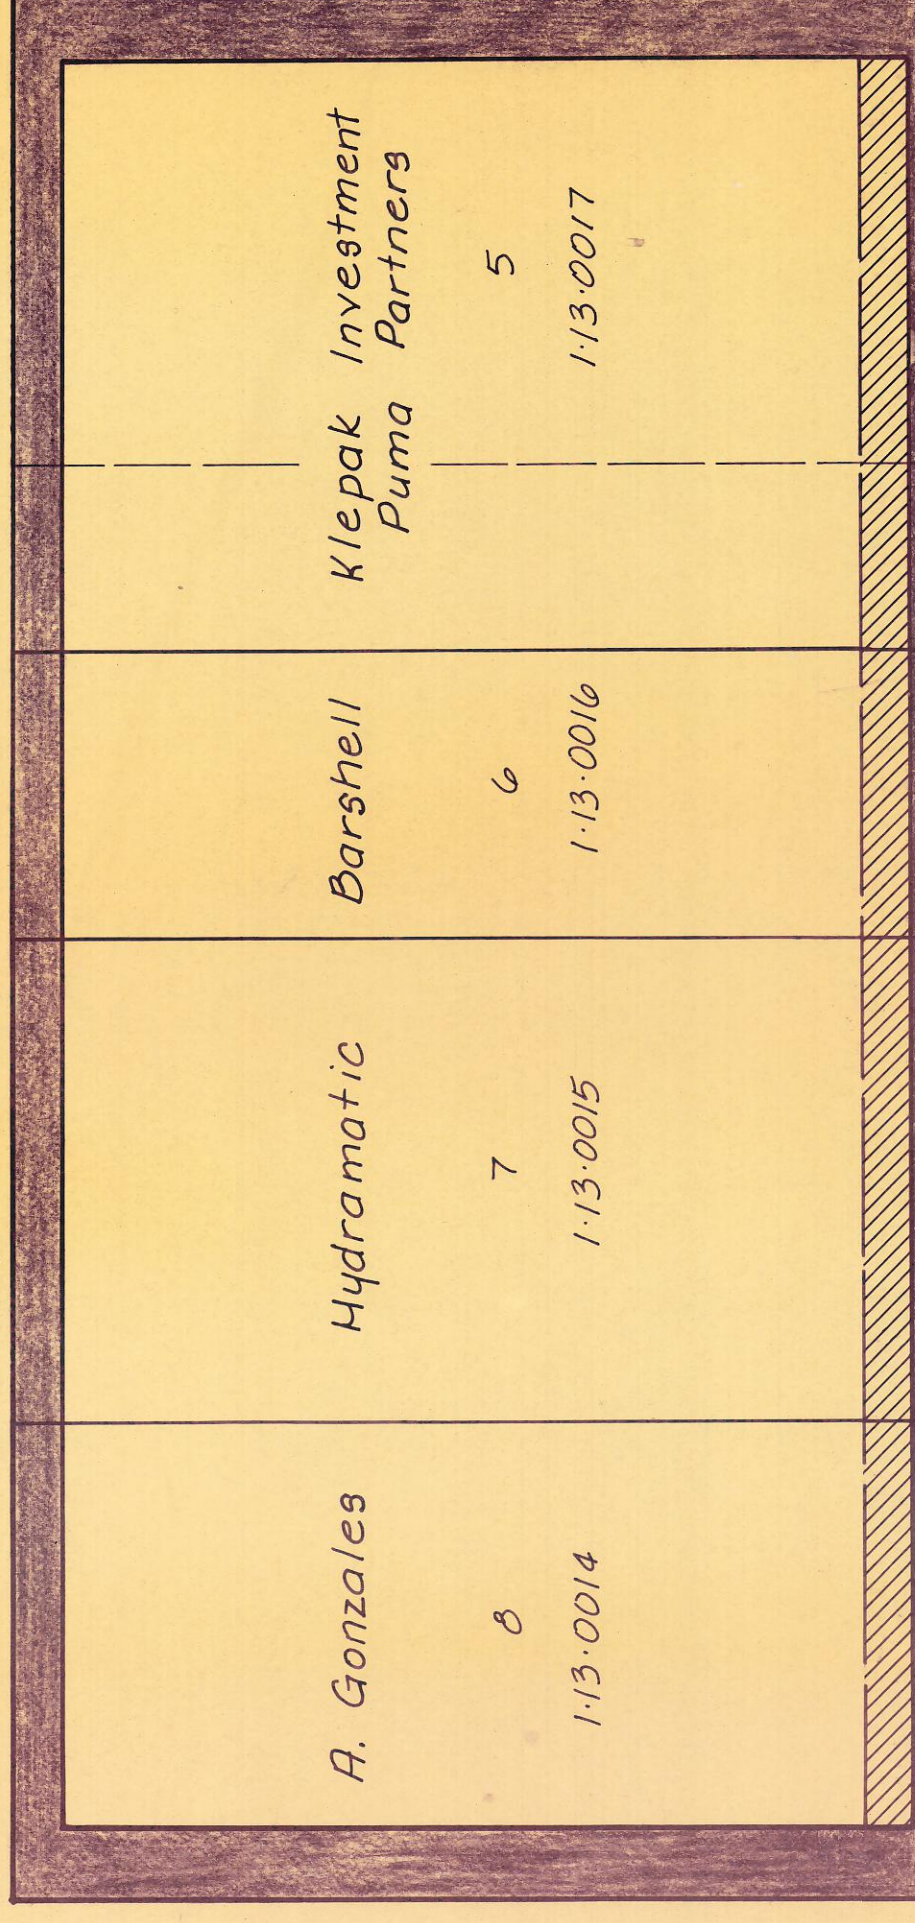 A. Gonzales
8
1·13·0014
Hydramatic
7
1·13·0015
Barshell
6
1·13·0016
Klepak Investment
Puma Partners
5
1·13·0017